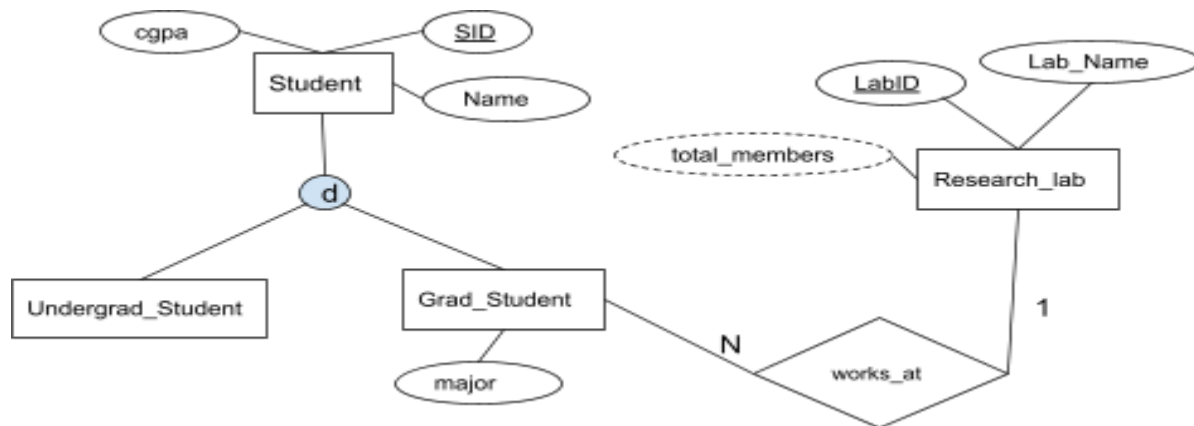 cgpa
SID
Student
Name
Lab_Name
LabID
total_members
Research_lab
d
Undergrad_Student
Grad_Student
major
N
1
works_at